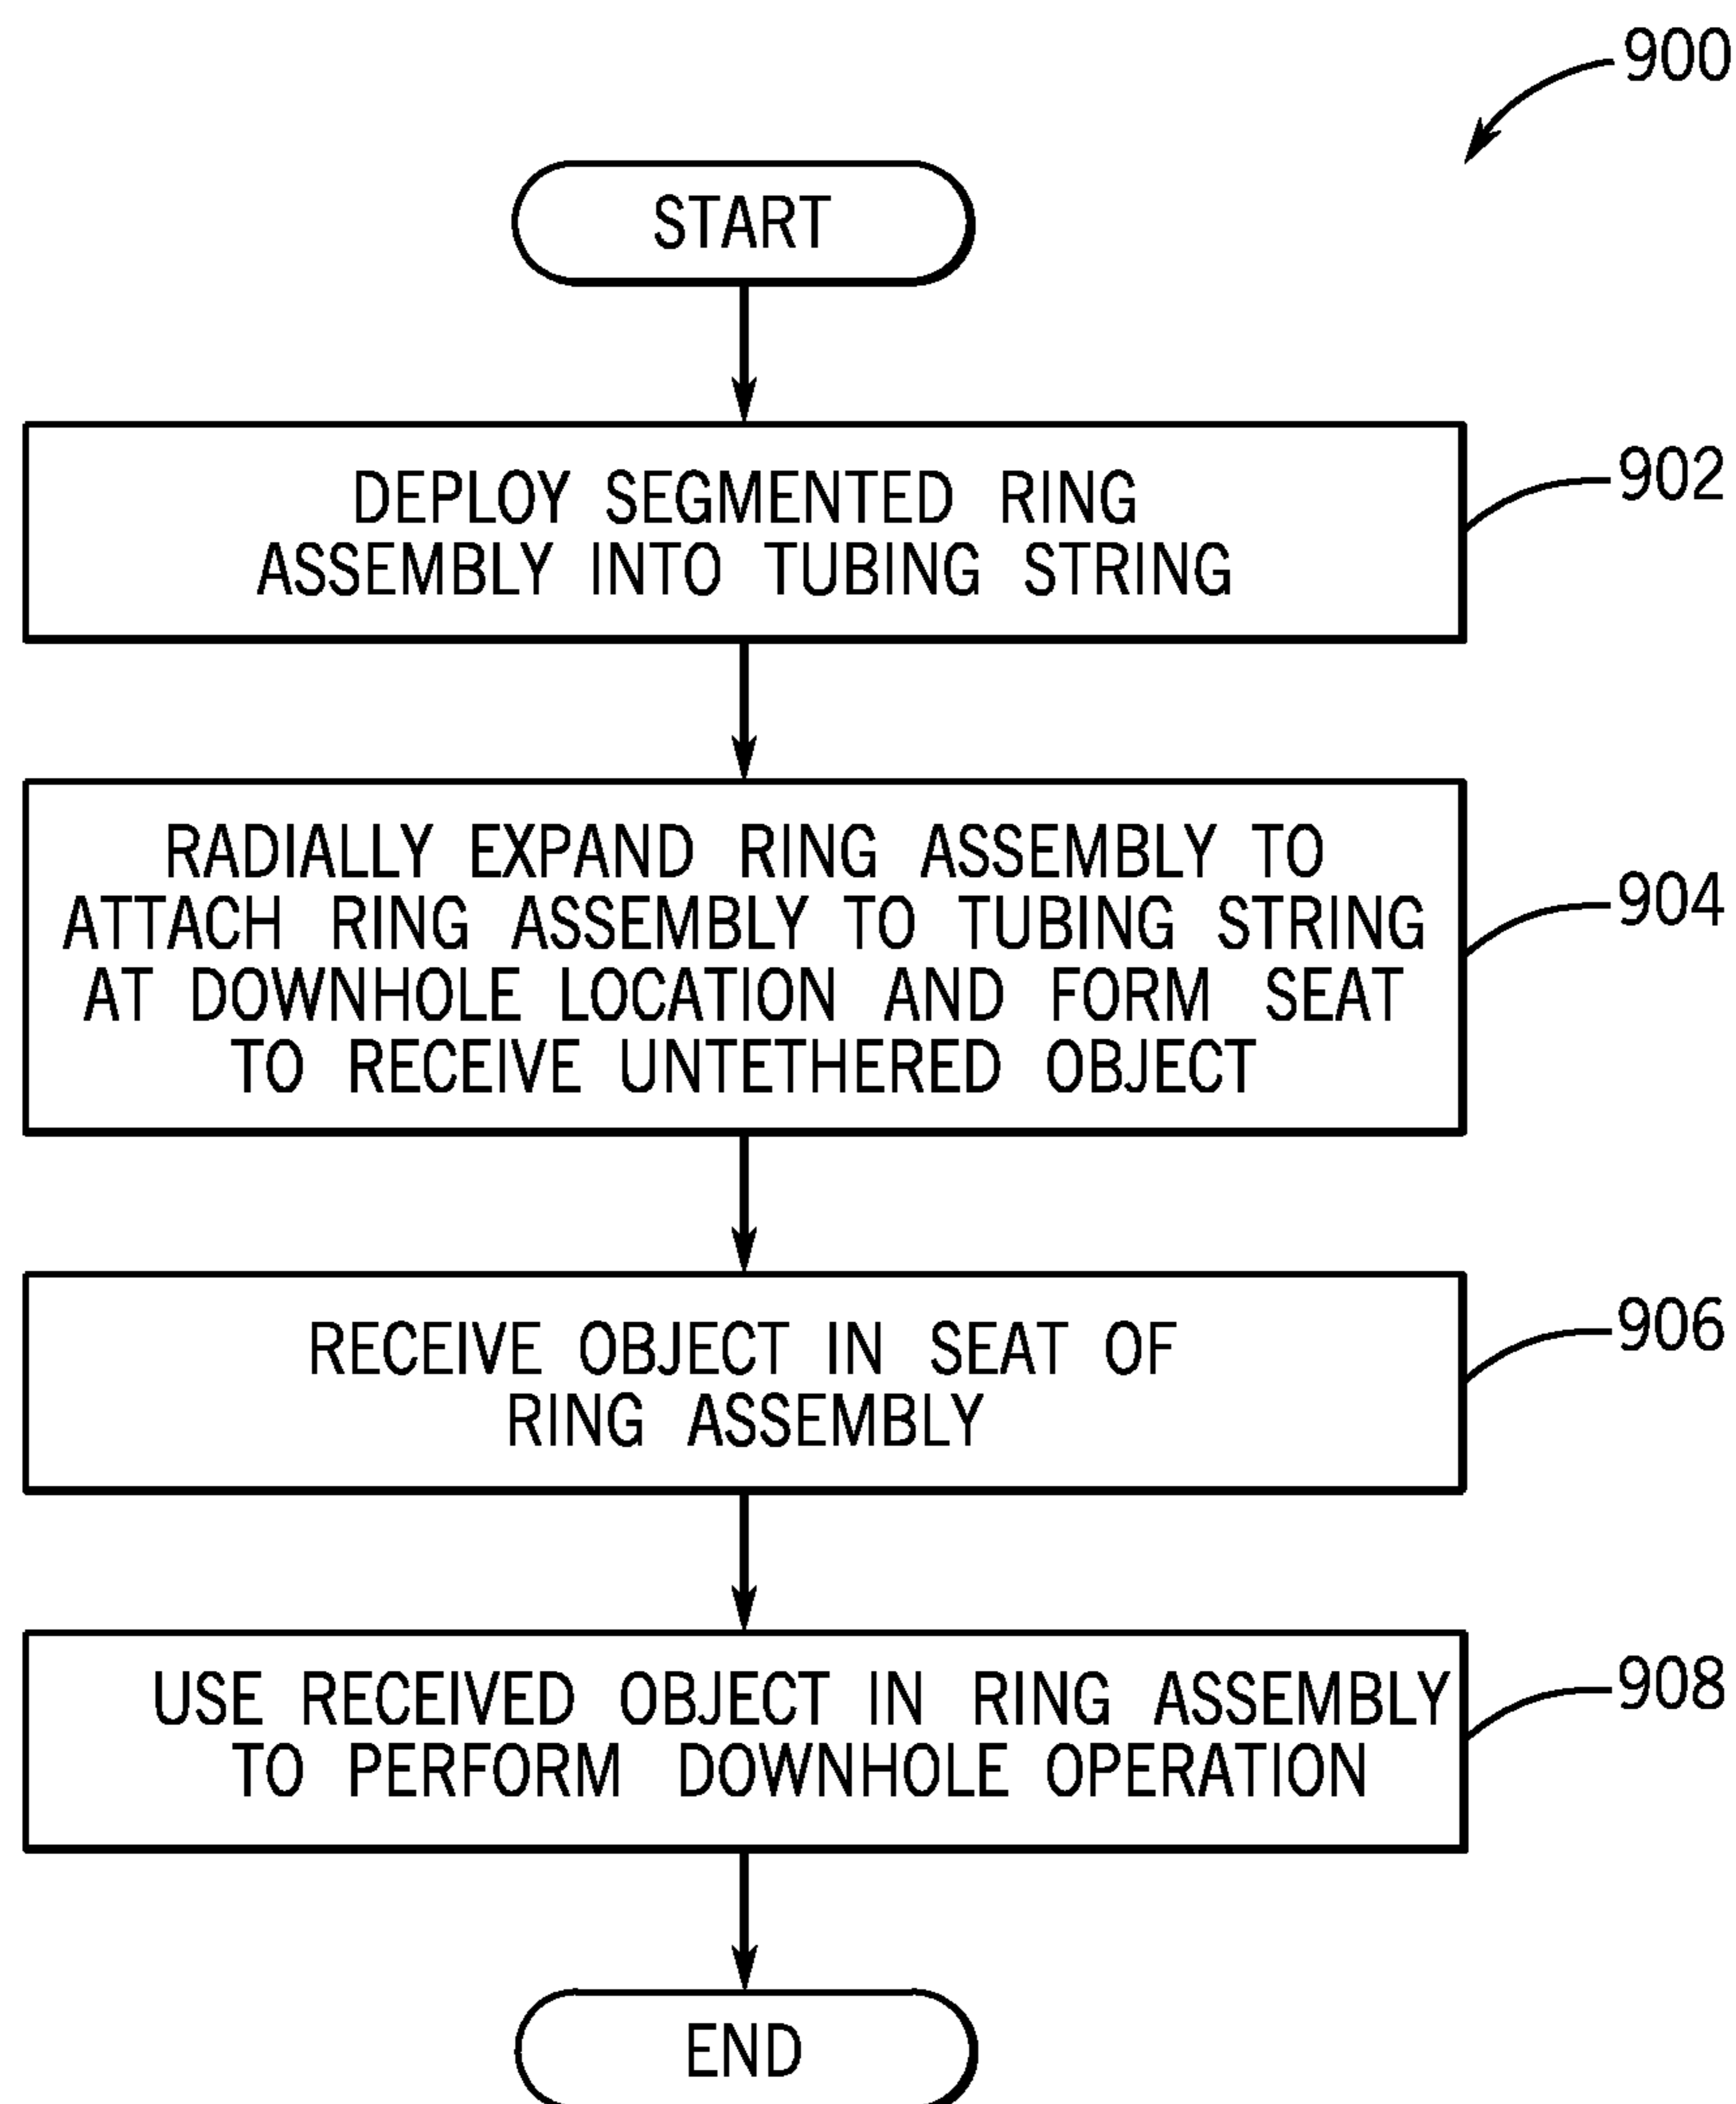 900
START
DEPLOY SEGMENTED RING
ASSEMBLY INTO TUBING STRING
902
RADIALLY EXPAND RING ASSEMBLY TO
ATTACH RING ASSEMBLY TO TUBING STRING
AT DOWNHOLE LOCATION AND FORM SEAT
TO RECEIVE UNTETHERED OBJECT
904
RECEIVE OBJECT IN SEAT OF
RING ASSEMBLY
906
USE RECEIVED OBJECT IN RING ASSEMBLY
TO PERFORM DOWNHOLE OPERATION
908
END